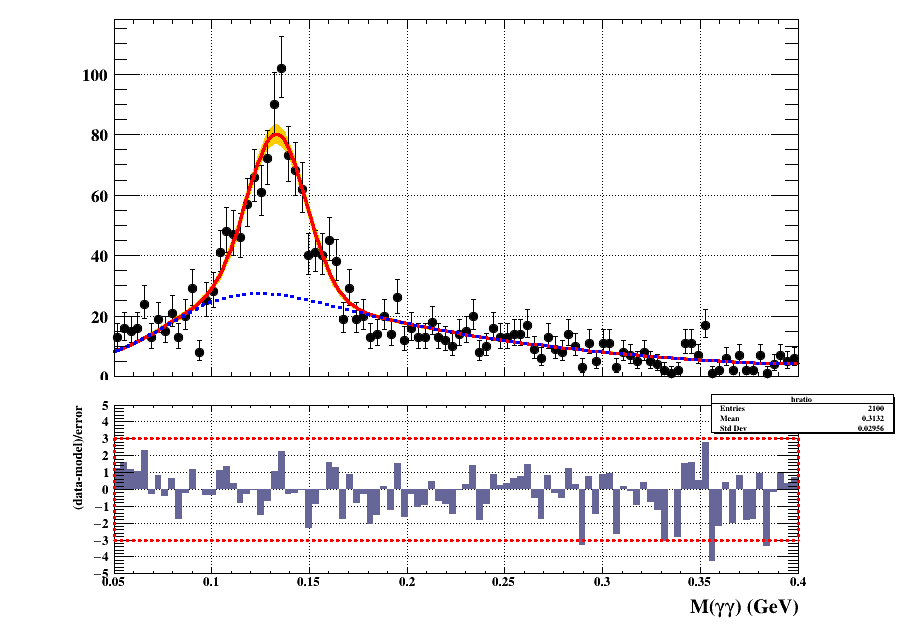 100
80
60
40
20
0
(data-model)/error
5
4
3
2
1
0
−1
−2
−3
−4
−5
hratio
Entries 2100
Mean 0.3132
Std Dev 0.02956
0.05 0.1 0.15 0.2 0.25 0.3 0.35 0.4
M(γγ) (GeV)